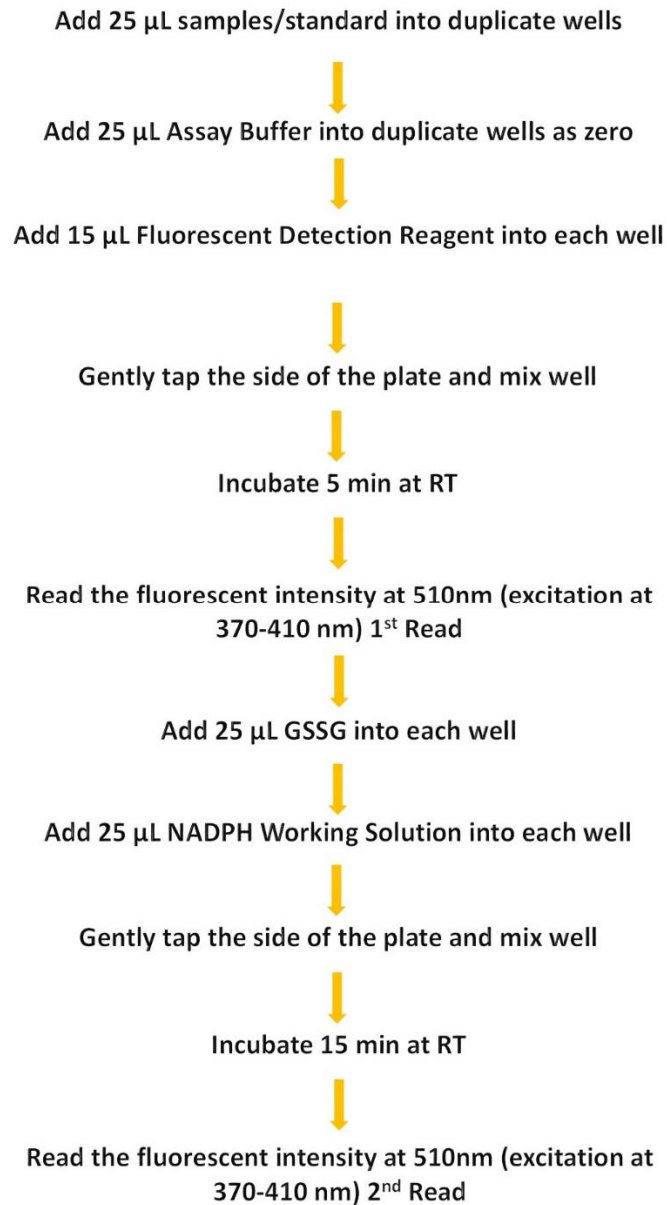 Add 25 µL samples/standard into duplicate wells
Add 25 µL Assay Buffer into duplicate wells as zero
Add 15 µL Fluorescent Detection Reagent into each well
Gently tap the side of the plate and mix well
Incubate 5 min at RT
Read the fluorescent intensity at 510nm (excitation at
370-410 nm) 1st Read
Add 25 µL GSSG into each well
Add 25 µL NADPH Working Solution into each well
Gently tap the side of the plate and mix well
Incubate 15 min at RT
Read the fluorescent intensity at 510nm (excitation at
370-410 nm) 2nd Read